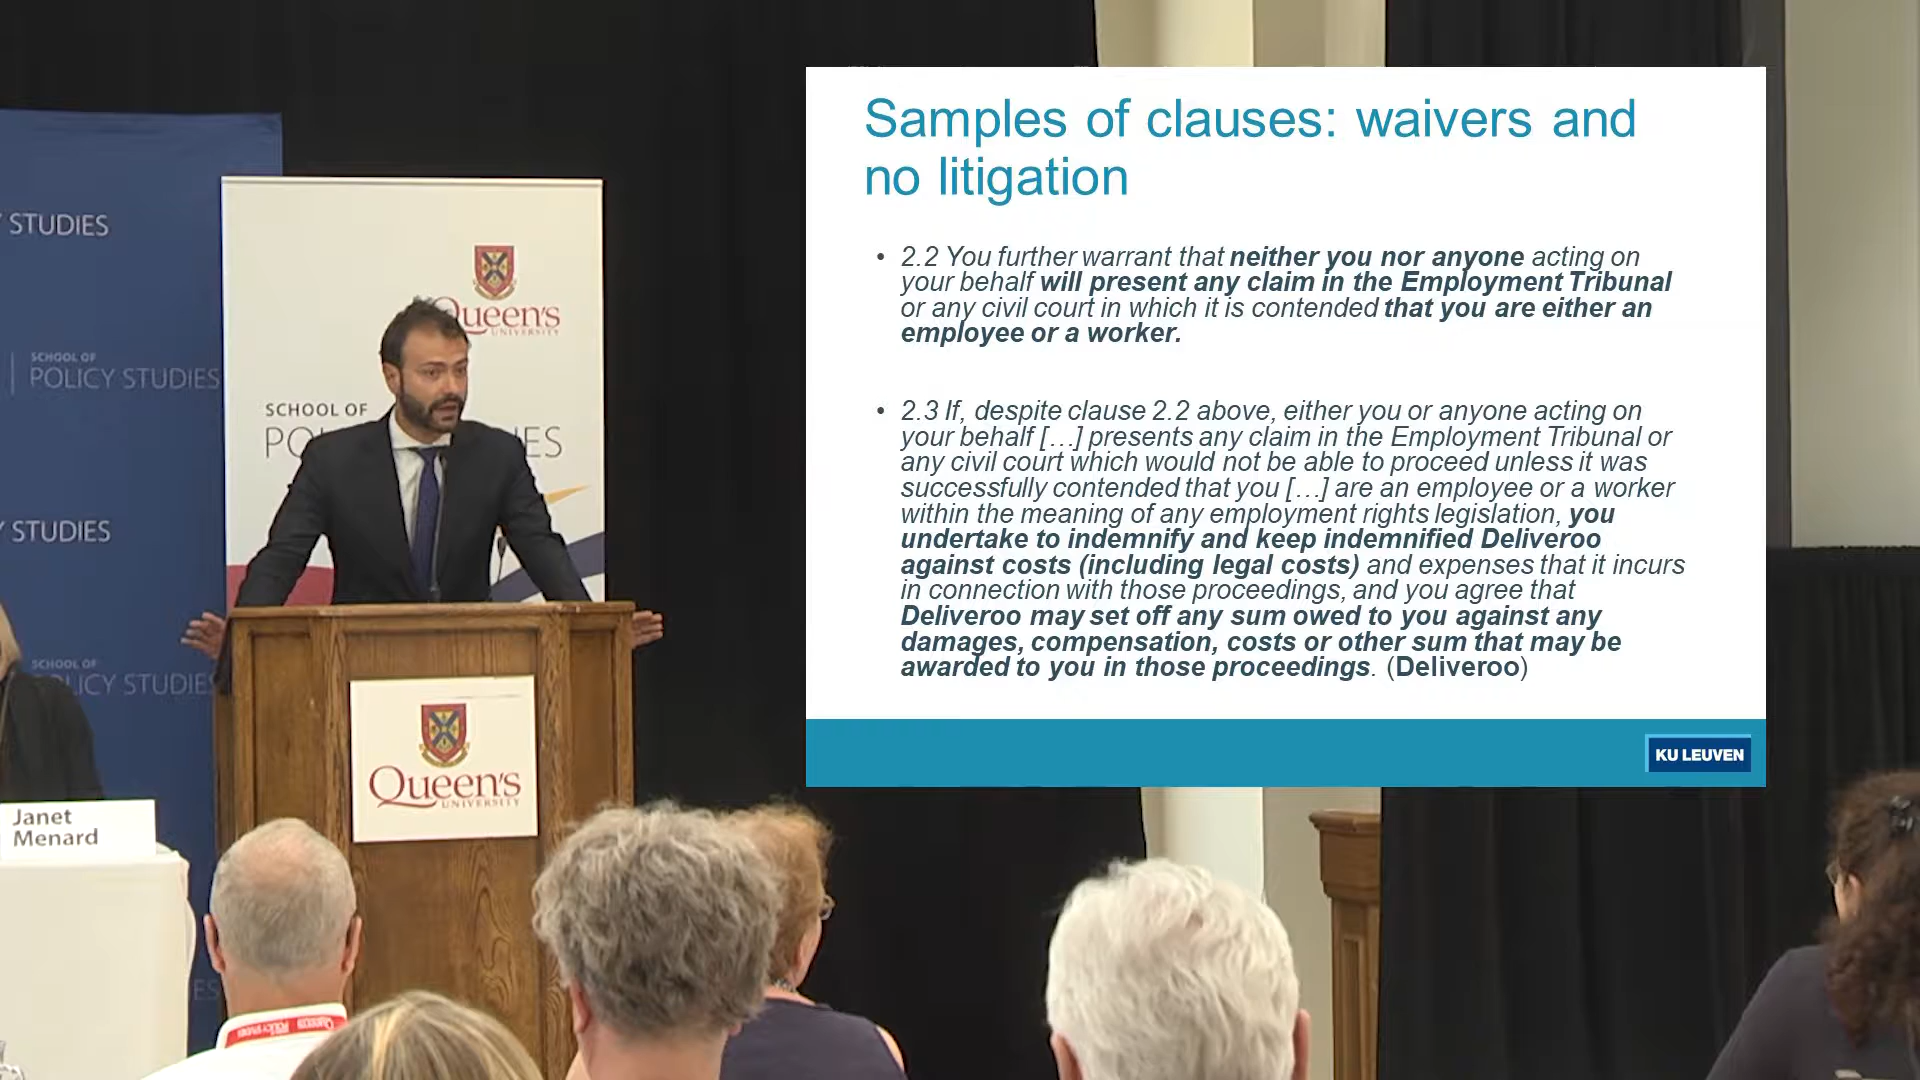 Samples of clauses: waivers and
no litigation
• 2.2 You further warrant that neither you nor anyone acting on
your behalf will present any claim in the Employment Tribunal
or any civil court in which it is contended that you are either an
employee or a worker.
• 2.3 If, despite clause 2.2 above, either you or anyone acting on
your behalf […] presents any claim in the Employment Tribunal or
any civil court which would not be able to proceed unless it was
successfully contended that you […] are an employee or a worker
within the meaning of any employment rights legislation, you
undertake to indemnify and keep indemnified Deliveroo
against costs (including legal costs) and expenses that it incurs
in connection with those proceedings, and you agree that
Deliveroo may set off any sum owed to you against any
damages, compensation, costs or other sum that may be
awarded to you in those proceedings. (Deliveroo)
KU LEUVEN
STUDIES
SCHOOL OF
POLICY STUDIES
STUDIES
SCHOOL OF
LICY STUDIES
Queen's
UNIVERSITY
SCHOOL OF
PO
IES
Queen's
UNIVERSITY
Janet
Menard